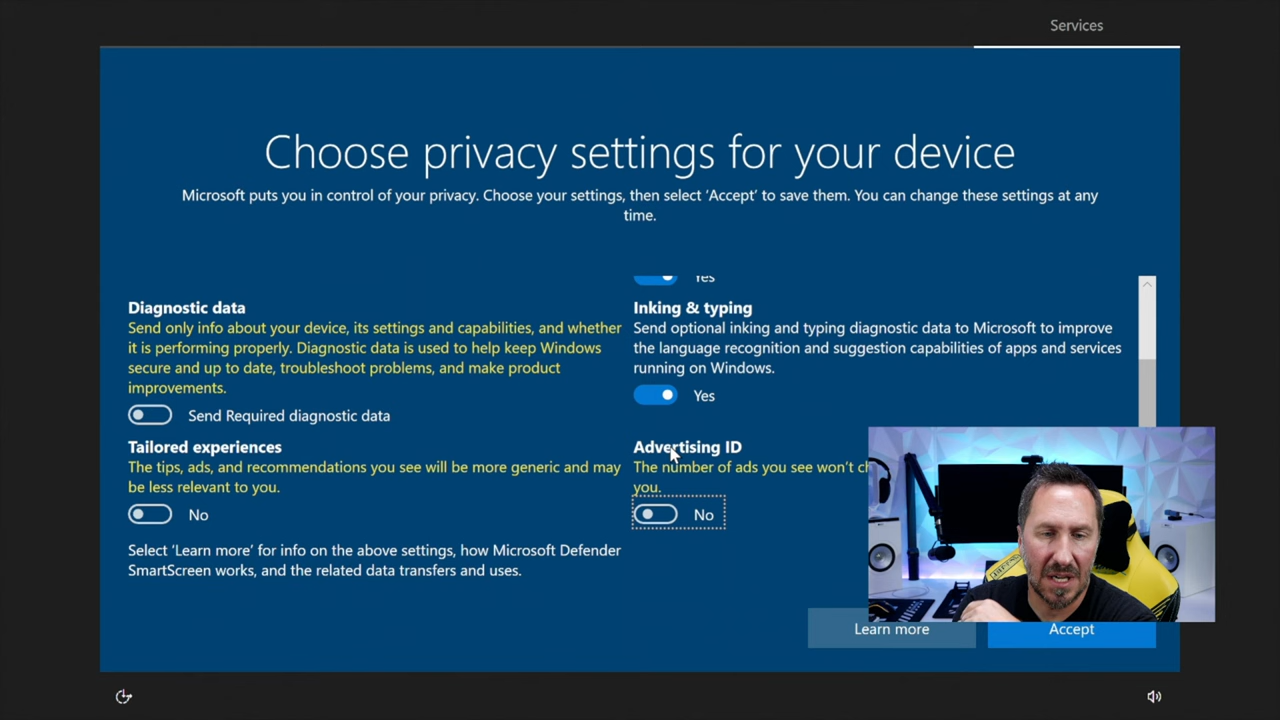 Services
Choose privacy settings for your device
Microsoft puts you in control of your privacy. Choose your settings, then select ‘Accept’ to save them. You can change these settings at any
time.
Yes
Diagnostic data
Send only info about your device, its settings and capabilities, and whether
it is performing properly. Diagnostic data is used to help keep Windows
secure and up to date, troubleshoot problems, and make product
improvements.
Send Required diagnostic data
Inking & typing
Send optional inking and typing diagnostic data to Microsoft to improve
the language recognition and suggestion capabilities of apps and services
running on Windows.
Yes
Tailored experiences
The tips, ads, and recommendations you see will be more generic and may
be less relevant to you.
No
Advertising ID
The number of ads you see won’t
you.
No
Select ‘Learn more’ for info on the above settings, how Microsoft Defender
SmartScreen works, and the related data transfers and uses.
Learn more
Accept